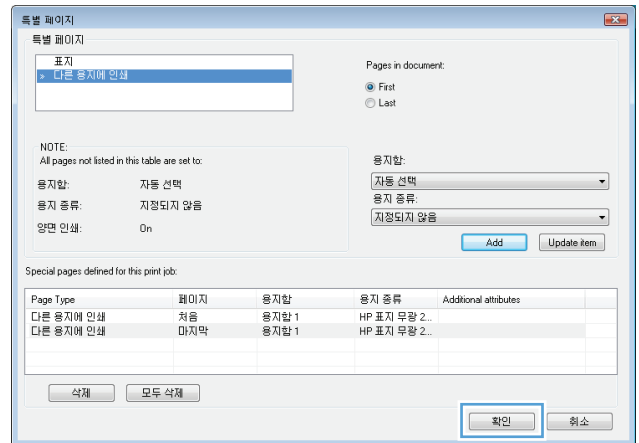 특별 페이지
특별 페이지
표지
» 다른 용지에 인쇄
Pages in document:
First
Last
NOTE:
All pages not listed in this table are set to:
용지함: 자동 선택
용지 종류: 지정되지 않음
양면 인쇄: On
용지함:
자동 선택
용지 종류:
지정되지 않음
Add Update item
Special pages defined for this print job:
Page Type 페이지 용지함 용지 종류 Additional attributes
다른 용지에 인쇄 처음 용지함 1 HP 표지 무광 2...
다른 용지에 인쇄 마지막 용지함 1 HP 표지 무광 2...
삭제 모두 삭제
확인 취소